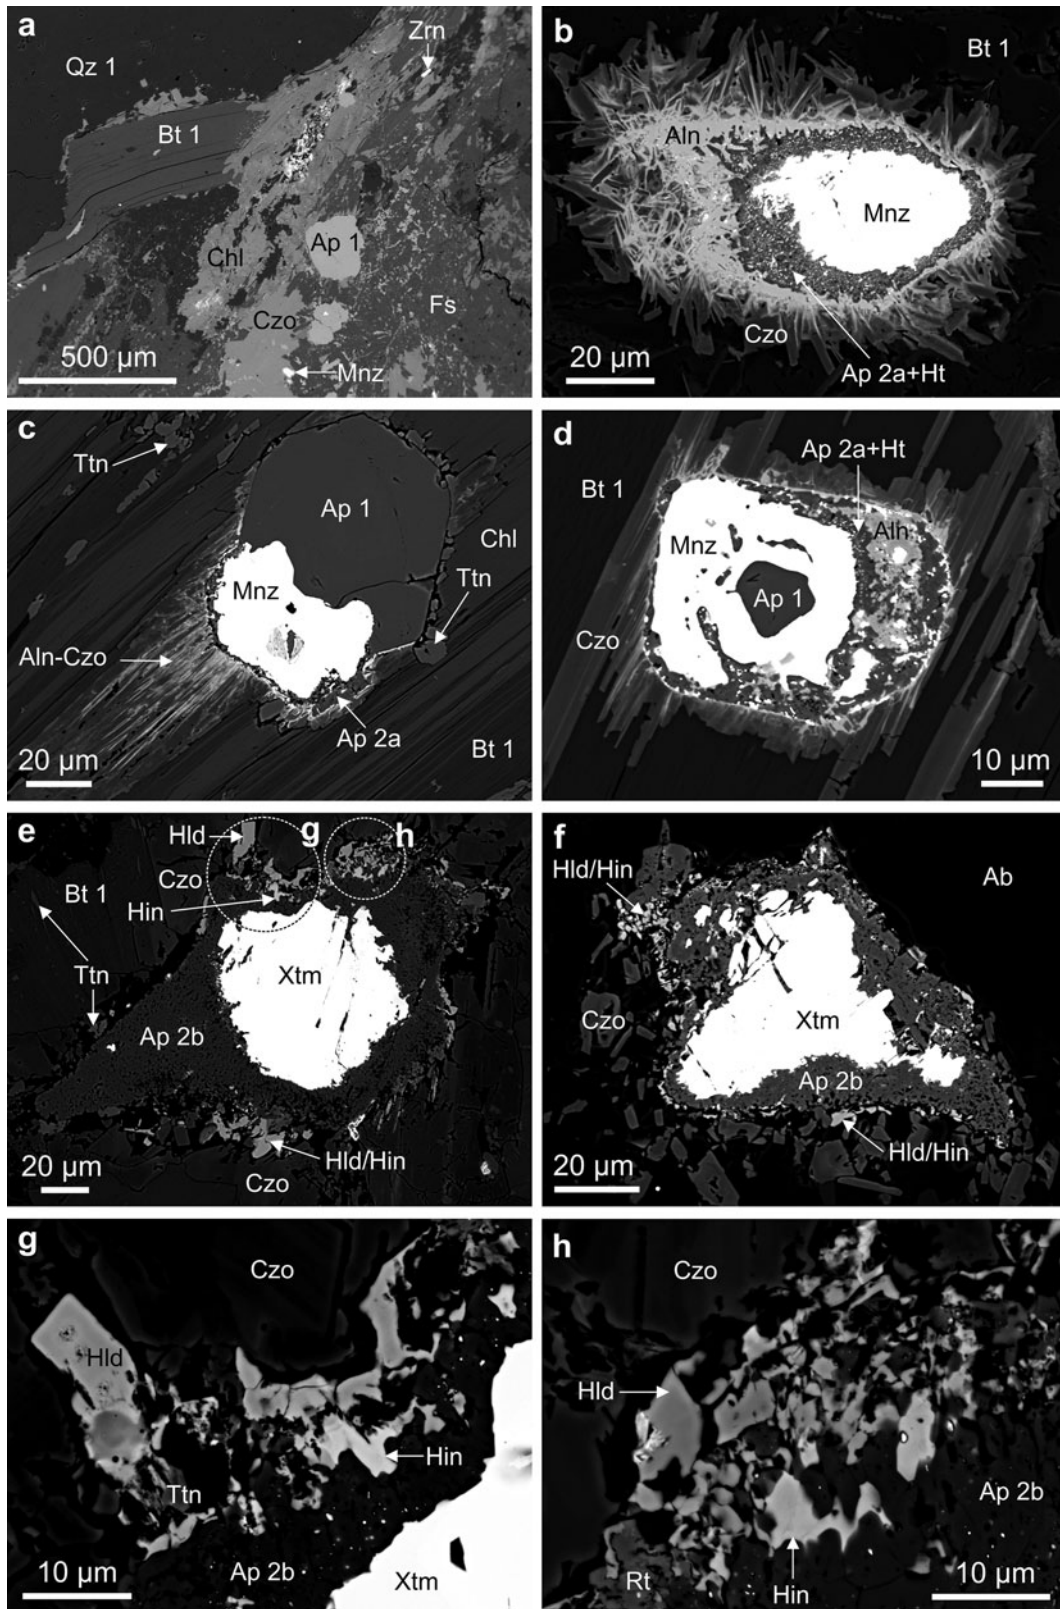 a
Zrn
Qz 1
Bt 1
Ap 1
Chl
Czo
Fs
500 µm
Mnz
b
Bt 1
Aln
Mnz
Czo
20 µm
Ap 2a+Ht
c
Ttn
Ap 1
Chl
Mnz
Ttn
Aln-Czo
Ap 2a
20 µm
Bt 1
d
Ap 2a+Ht
Bt 1
Aln
Mnz
Ap 1
Czo
10 µm
e
Hld
g
h
Bt 1
Czo
Hin
Ttn
Xtm
Ap 2b
20 µm
Hld/Hin
Czo
f
Hld/Hin
Ab
Czo
Xtm
Ap 2b
20 µm
Hld/Hin
g
Czo
Hld
Hin
Ttn
10 µm
Ap 2b
Xtm
h
Czo
Hld
Ap 2b
Rt
Hin
10 µm